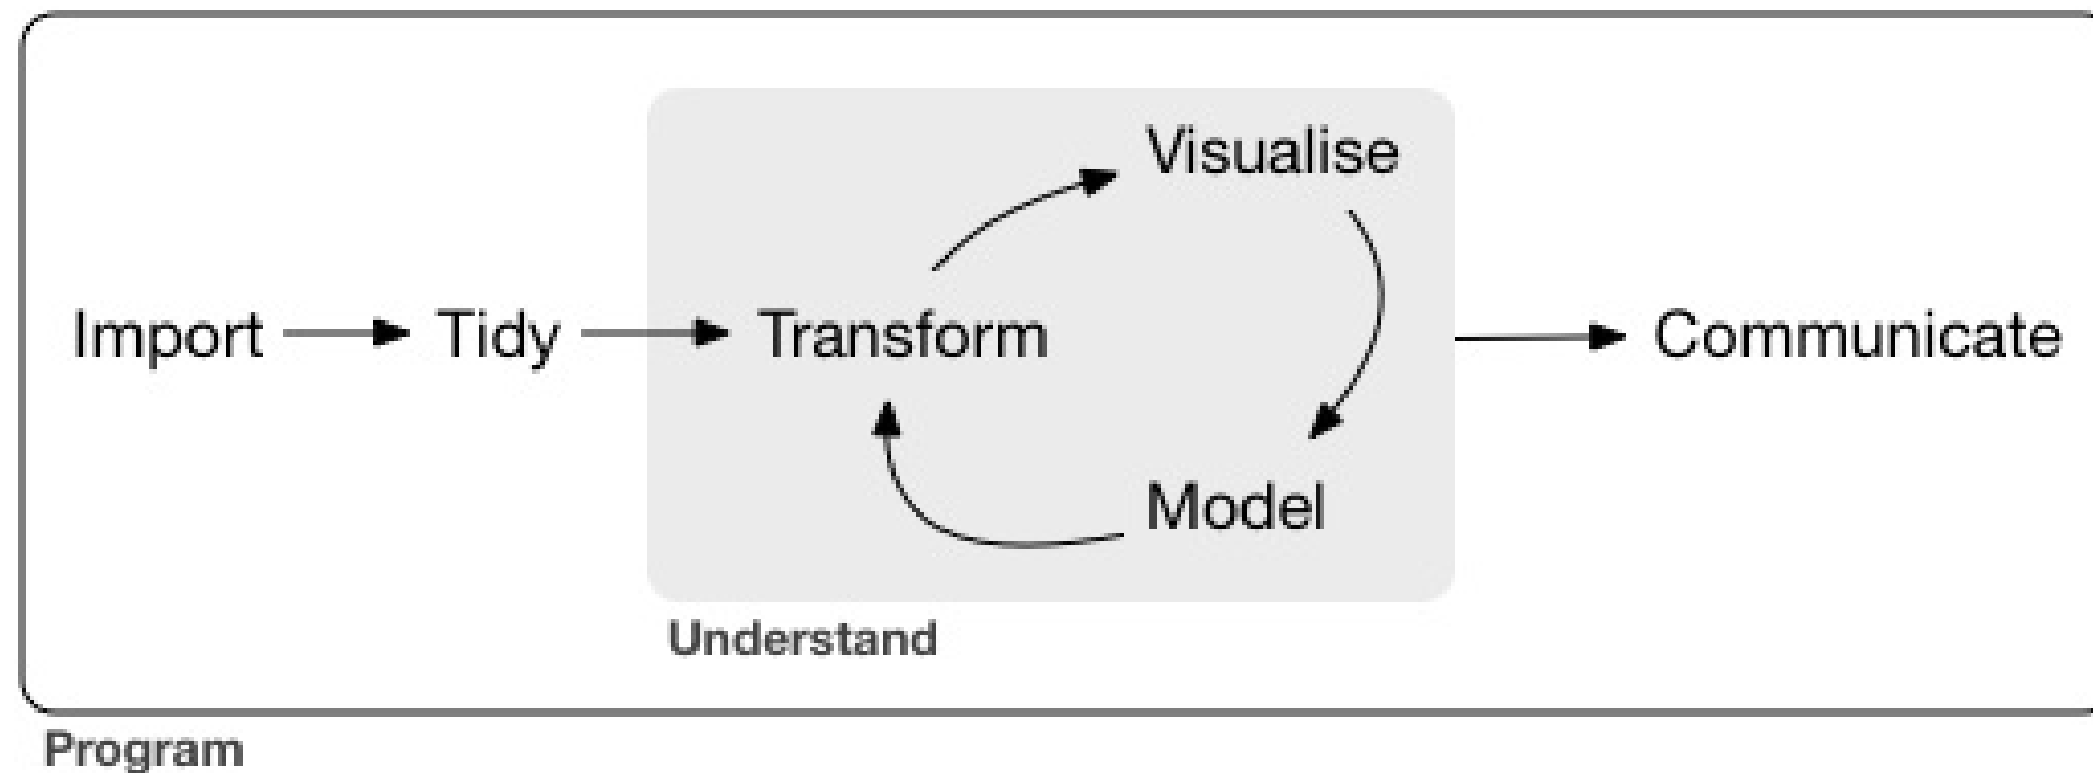 Visualise
Import Tidy Transform Communicate
Model
Understand
Program